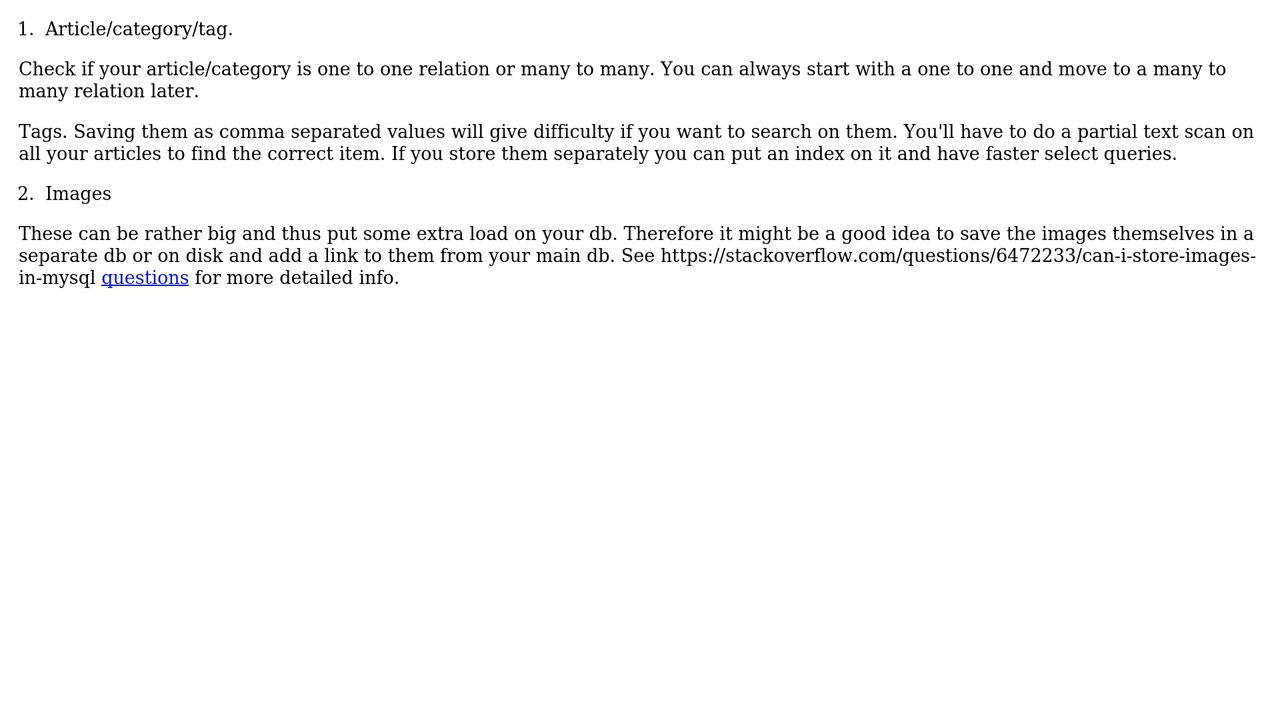 1. Article/category/tag.
Check if your article/category is one to one relation or many to many. You can always start with a one to one and move to a many to
many relation later.
Tags. Saving them as comma separated values will give difficulty if you want to search on them. You'll have to do a partial text scan on
all your articles to find the correct item. If you store them separately you can put an index on it and have faster select queries.
2. Images
These can be rather big and thus put some extra load on your db. Therefore it might be a good idea to save the images themselves in a
separate db or on disk and add a link to them from your main db. See https://stackoverflow.com/questions/6472233/can-i-store-images-
in-mysql questions for more detailed info.